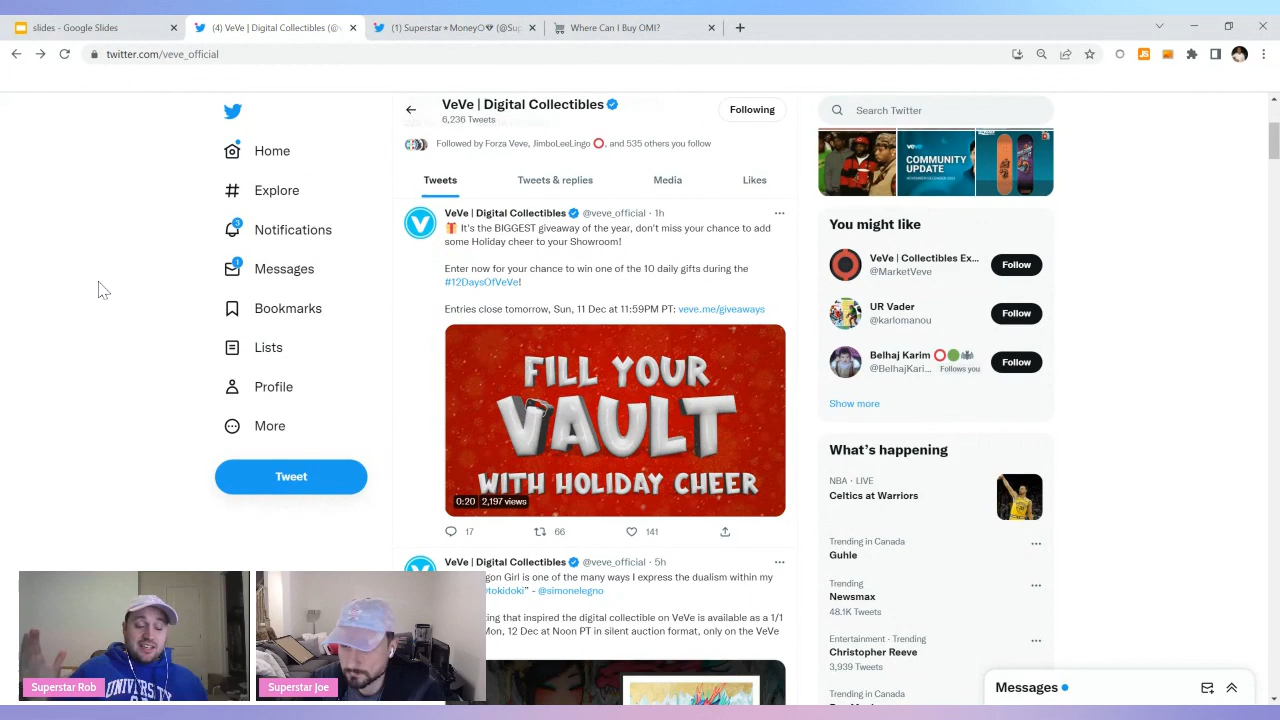 slides - Google Slides
(4) VeVe | Digital Collectibles (@v
(1) Superstar★Money
Where Can I Buy OMI?
twitter.com/veve_official
VeVe | Digital Collectibles
6,236 Tweets
Following
Followed by Forza Veve, JimboLeeLingo ⭕, and 535 others you follow
Tweets
Tweets & replies
Media
Likes
Home
Explore
Notifications
3
Messages
1
Bookmarks
Lists
Profile
More
Tweet
VeVe | Digital Collectibles @veve_official · 1h
🎁 It's the BIGGEST giveaway of the year, don't miss your chance to add
some Holiday cheer to your Showroom!
Enter now for your chance to win one of the 10 daily gifts during the
#12DaysOfVeVe!
Entries close tomorrow, Sun, 11 Dec at 11:59PM PT: veve.me/giveaways
FILL YOUR
VAULT
WITH HOLIDAY CHEER
0:20 2,197 views
17
66
141
VeVe | Digital Collectibles @veve_official · 5h
gon Girl is one of the many ways I express the dualism within my
tokidoki" - @simonelegno
ting that inspired the digital collectible on VeVe is available as a 1/1
Mon, 12 Dec at Noon PT in silent auction format, only on the VeVe
Search Twitter
veve
COMMUNITY
UPDATE
You might like
VeVe | Collectibles Ex...
@MarketVeve
Follow
UR Vader
@karlomanou
Follow
Belhaj Karim ⭕🟢
@BelhajKari... Follows you
Follow
Show more
What's happening
NBA · LIVE
Celtics at Warriors
Trending in Canada
Guhle
Trending
Newsmax
48.1K Tweets
Entertainment · Trending
Christopher Reeve
3,939 Tweets
Trending in Canada
Messages
UNIVERSITY
Superstar Rob
Superstar Joe